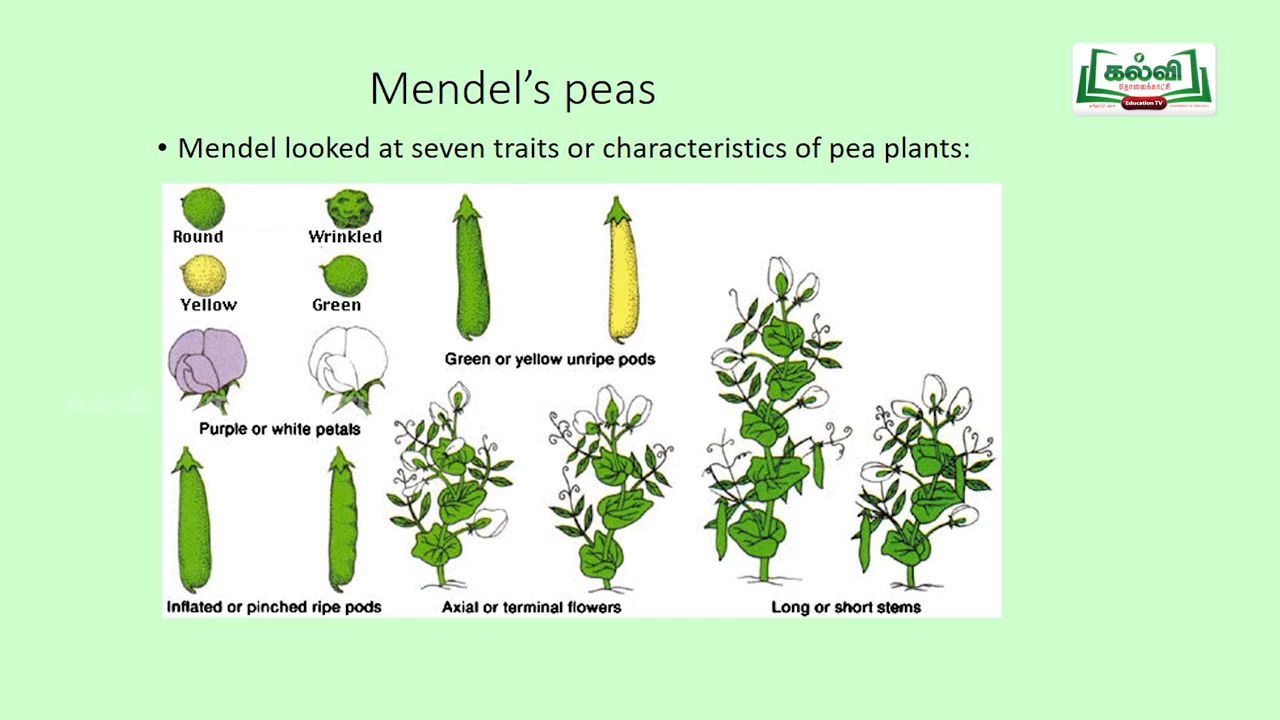 Mendel's peas
கல்வி
தொலைக்காட்சி
Education TV
• Mendel looked at seven traits or characteristics of pea plants:
Round
Wrinkled
Yellow
Green
Green or yellow unripe pods
Purple or white petals
Inflated or pinched ripe pods
Axial or terminal flowers
Long or short stems